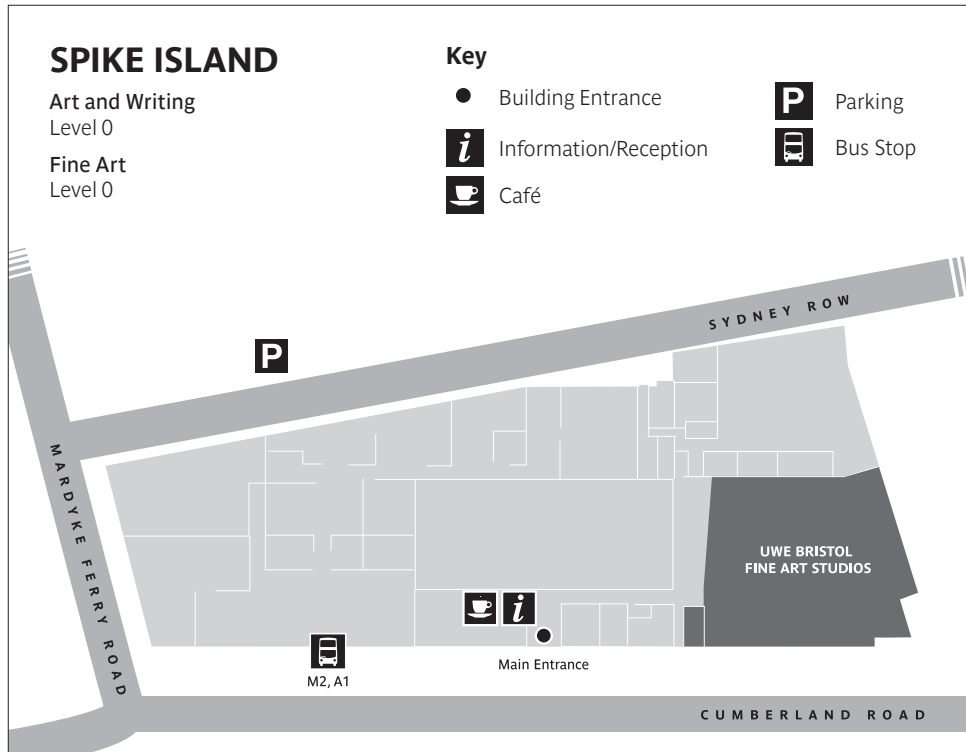 SPIKE ISLAND
Art and Writing
Level 0
Fine Art
Level 0
Key
Building Entrance
i Information/Reception
Café
P Parking
Bus Stop
SYDNEY ROW
P
MARDYKE FERRY ROAD
UWE BRISTOL
FINE ART STUDIOS
i
Main Entrance
M2, A1
CUMBERLAND ROAD